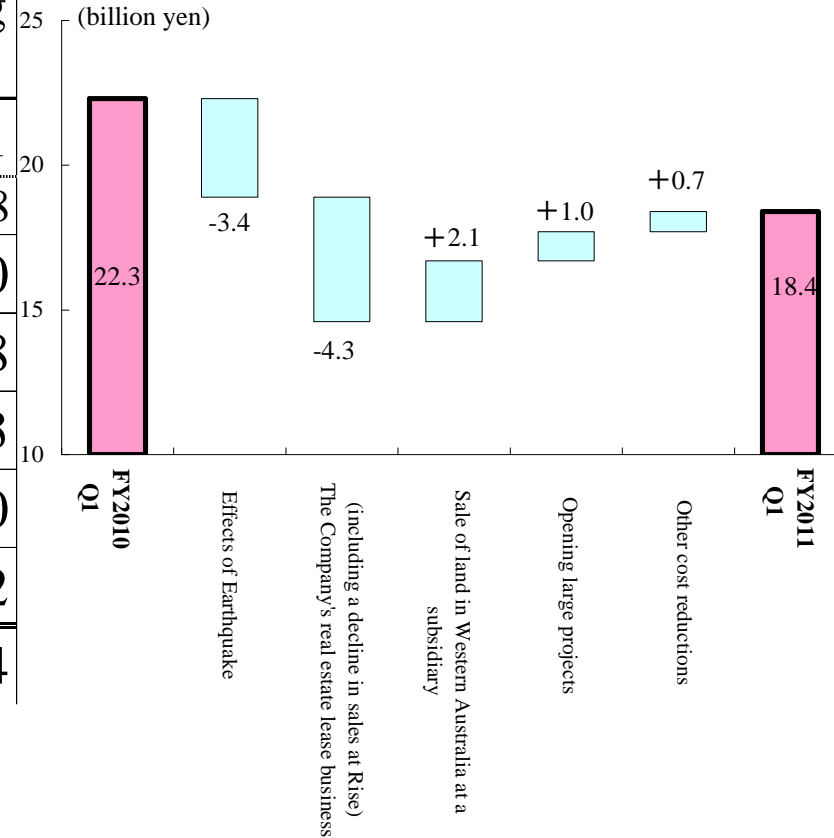 (billion yen)
25
20
15
10
22.3
-3.4
-4.3
+2.1
+1.0
+0.7
18.4
FY2010
Q1
Effects of Earthquake
The Company's real estate lease business
(including a decline in sales at Rise)
Sale of land in Western Australia at a
subsidiary
Opening large projects
Other cost reductions
FY2011
Q1